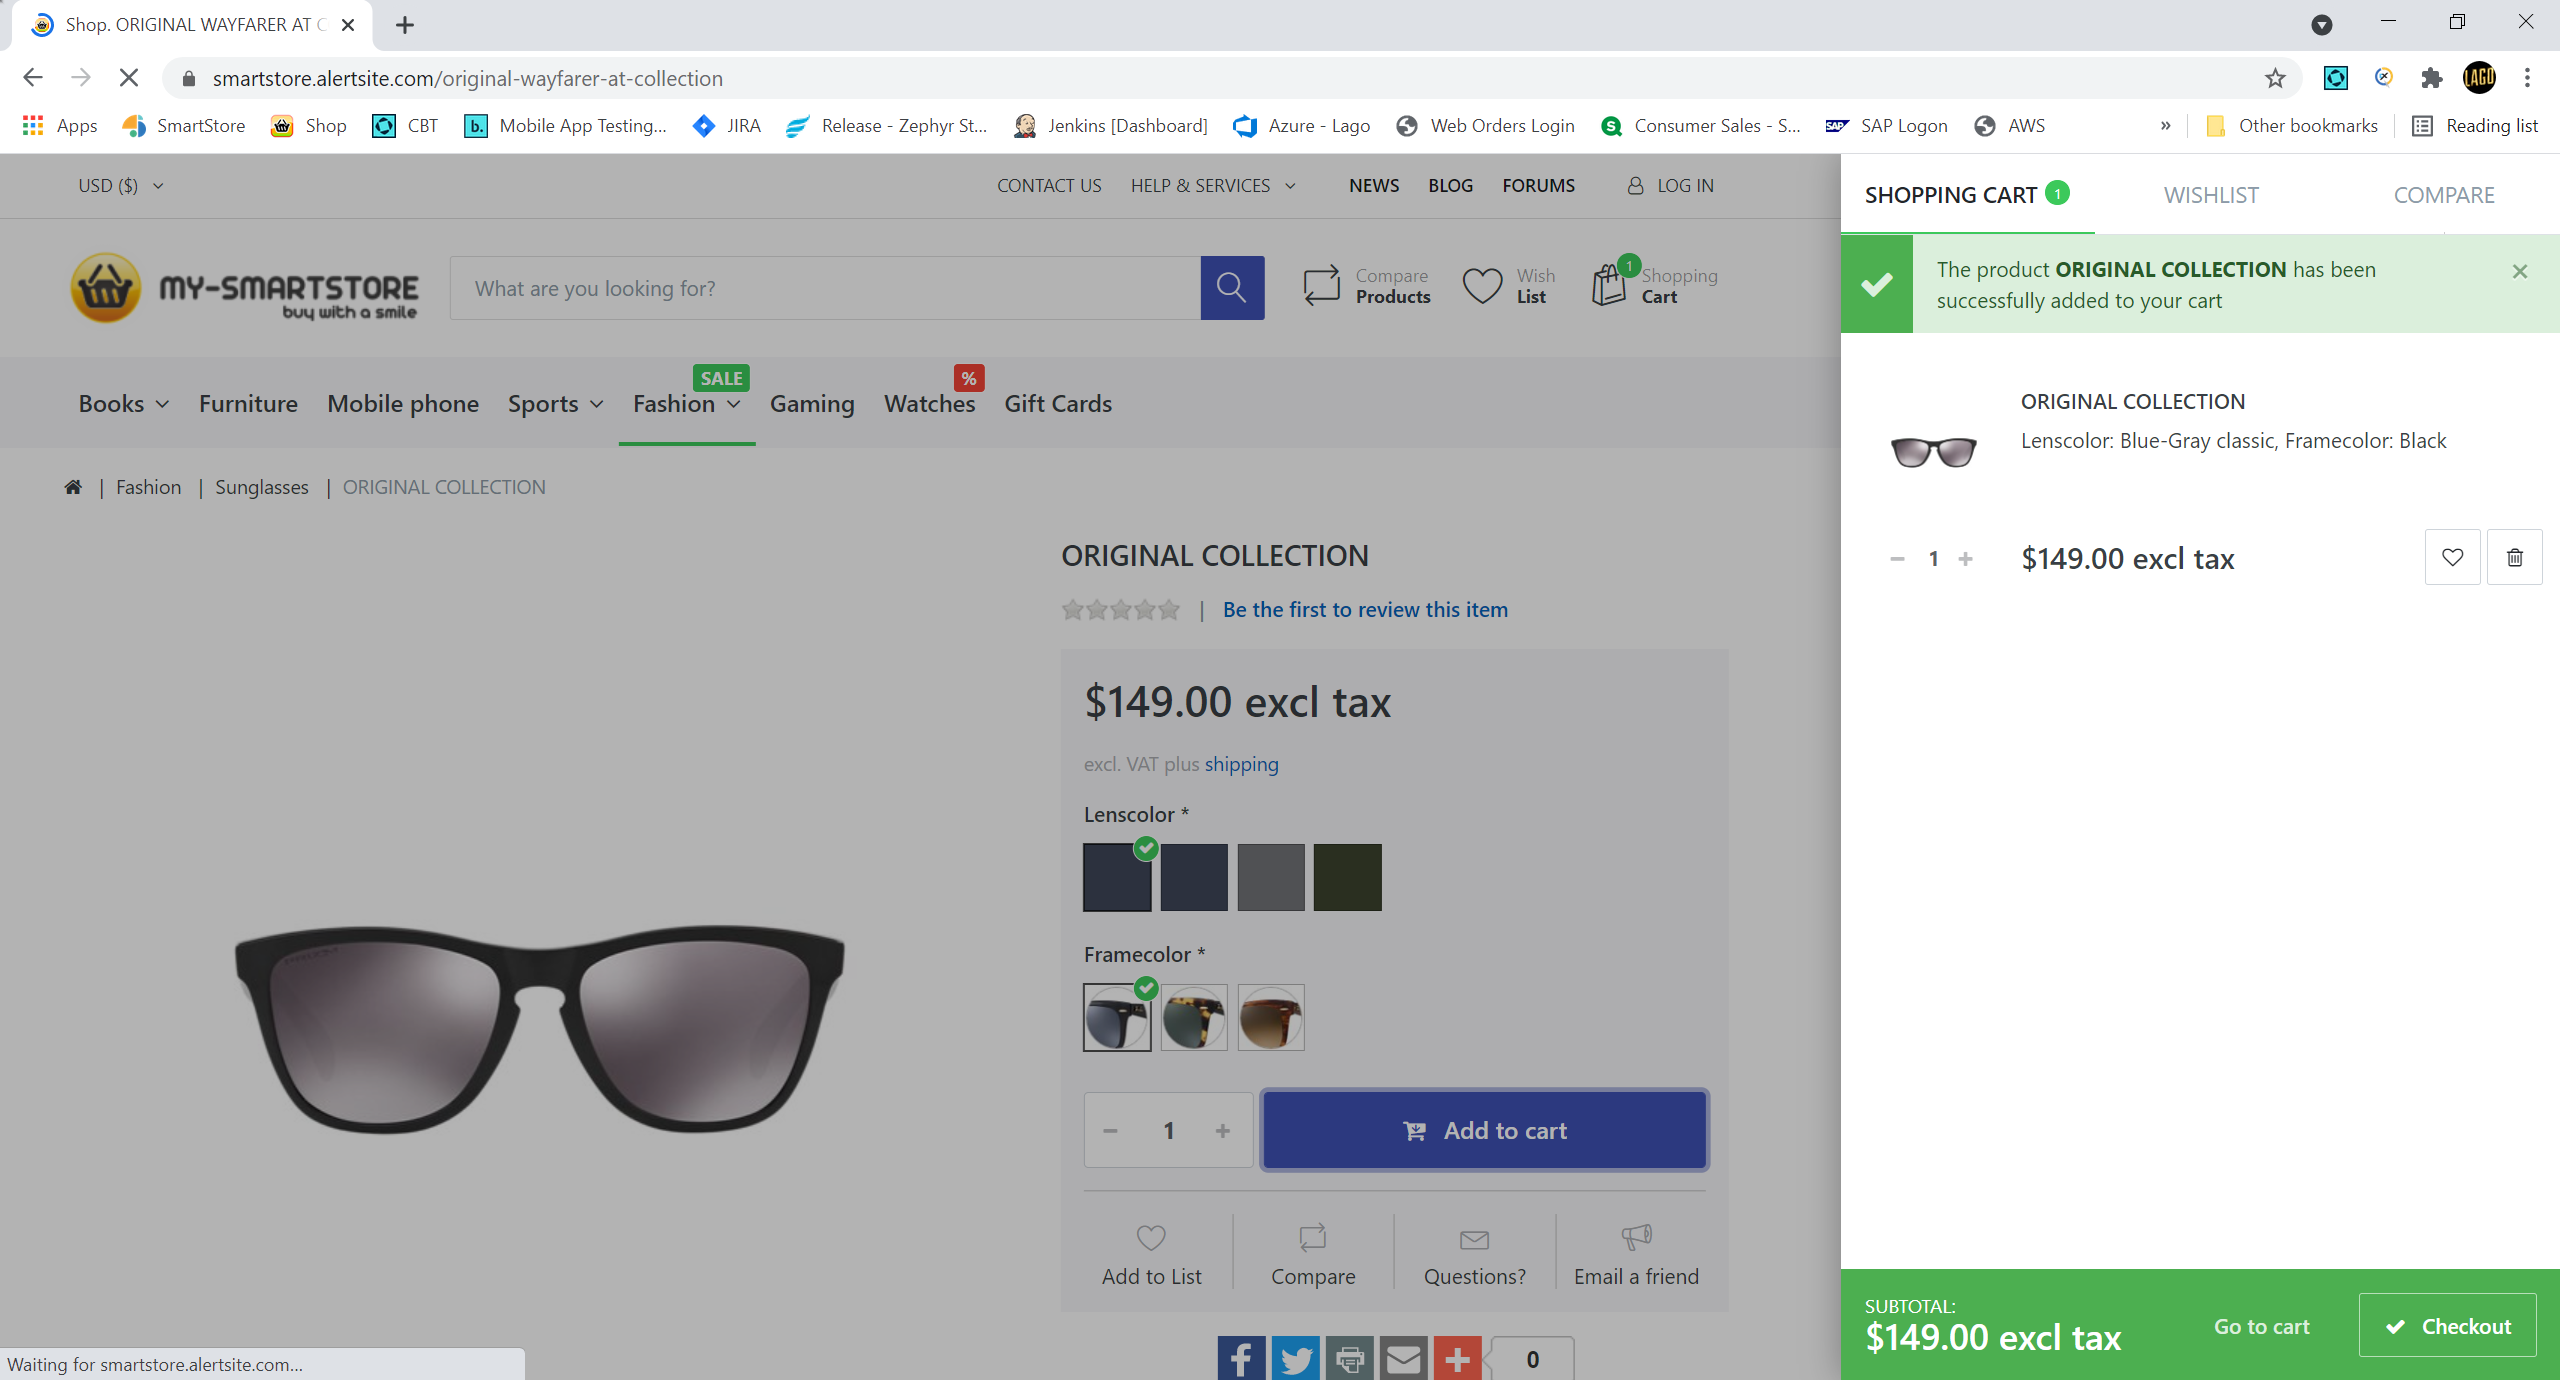 Shop. ORIGINAL WAYFARER AT C
smartstore.alertsite.com/original-wayfarer-at-collection
LAGO
Apps SmartStore Shop CBT b. Mobile App Testing... JIRA Release - Zephyr St... Jenkins [Dashboard] Azure - Lago Web Orders Login S Consumer Sales - S... SAP SAP Logon AWS » Other bookmarks Reading list
USD ($) CONTACT US HELP & SERVICES NEWS BLOG FORUMS LOG IN
MY-SMARTSTORE
buy with a smile
What are you looking for?
Compare
Products
Wish
List
1
Shopping
Cart
SALE %
Books Furniture Mobile phone Sports Fashion Gaming Watches Gift Cards
| Fashion | Sunglasses | ORIGINAL COLLECTION
ORIGINAL COLLECTION
| Be the first to review this item
$149.00 excl tax
excl. VAT plus shipping
Lenscolor *
Framecolor *
1 Add to cart
Add to List Compare Questions? Email a friend
0
Waiting for smartstore.alertsite.com...
SHOPPING CART 1 WISHLIST COMPARE
The product ORIGINAL COLLECTION has been
successfully added to your cart
ORIGINAL COLLECTION
Lenscolor: Blue-Gray classic, Framecolor: Black
1 $149.00 excl tax
SUBTOTAL:
$149.00 excl tax
Go to cart Checkout